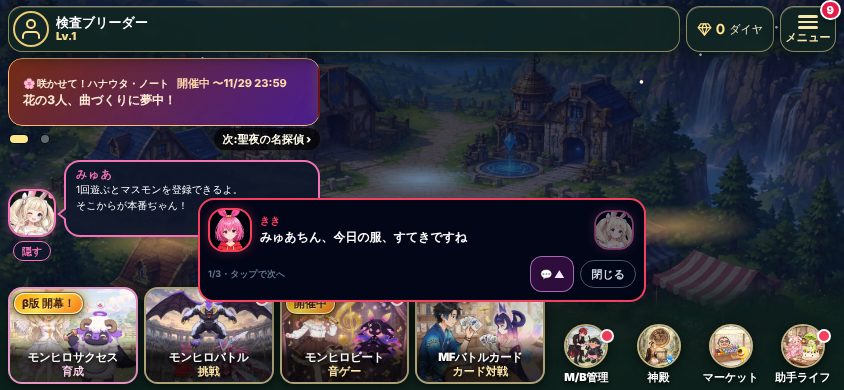 検査ブリーダー
Lv.1
0 ダイヤ
9
メニュー
🌸咲かせて!ハナウタ・ノート 開催中 〜11/29 23:59
花の3人、曲づくりに夢中!
次:聖夜の名探偵 ›
みゅあ
1回遊ぶとマスモンを登録できるよ。
そこからが本番ぢゃん!
隠す
きき
みゅあちん、今日の服、すてきですね
1/3・タップで次へ
💬▲
閉じる
β版 開幕!
モンヒロサクセス
育成
モンヒロバトル
挑戦
開催中
モンヒロビート
音ゲー
MFバトルカード
カード対戦
M/B管理
神殿
マーケット
助手ライフ